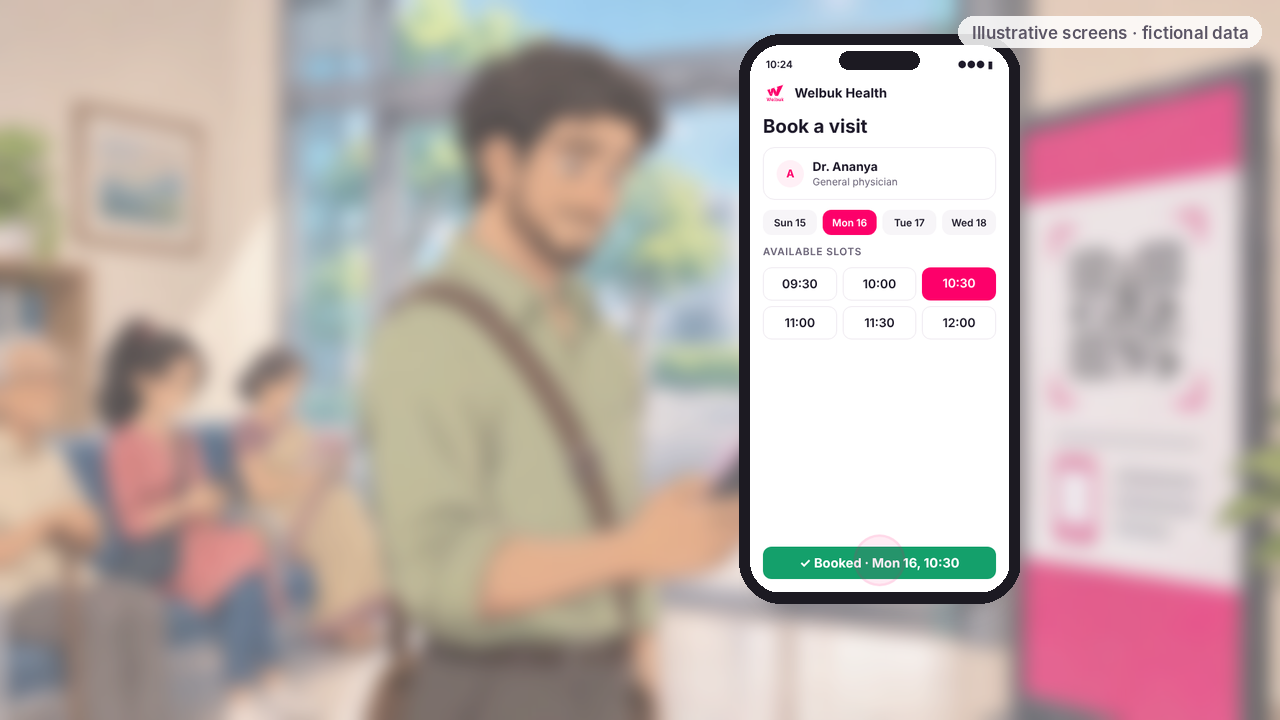 Illustrative screens · fictional data
10:24
Welbuk
Welbuk Health
Book a visit
A
Dr. Ananya
General physician
Sun 15
Mon 16
Tue 17
Wed 18
AVAILABLE SLOTS
09:30
10:00
10:30
11:00
11:30
12:00
✓ Booked · Mon 16, 10:30